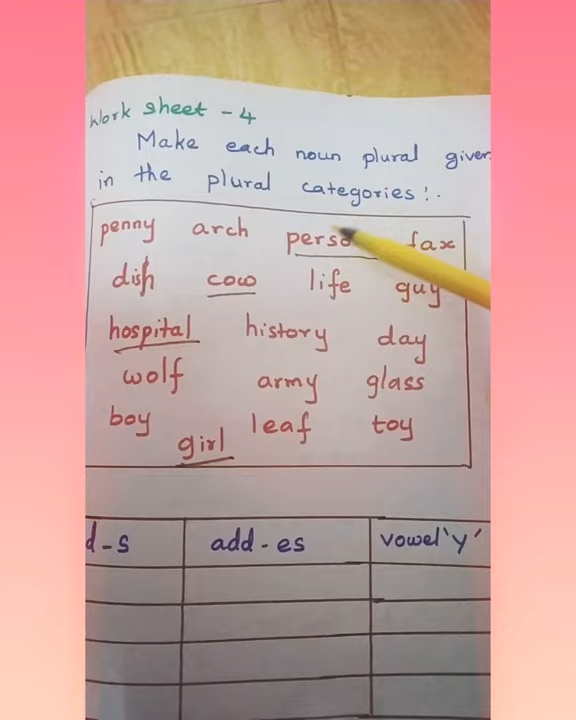 Work sheet - 4
Make each noun plural given
in the plural categories!.
penny arch perso fax
dish cow life guy
hospital history day
wolf army glass
boy girl leaf toy
d-s add-es vowel 'y'